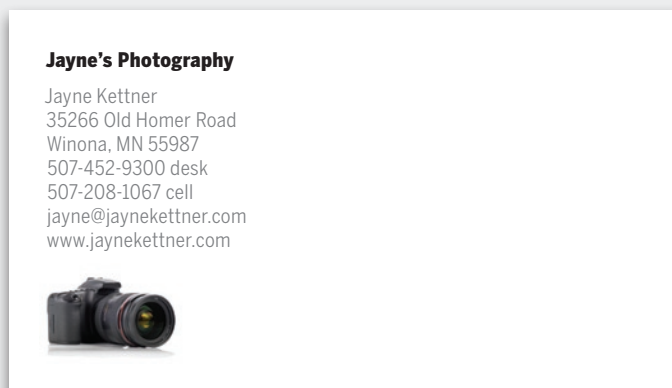 Jayne’s Photography
Jayne Kettner
35266 Old Homer Road
Winona, MN 55987
507-452-9300 desk
507-208-1067 cell
jayne@jaynekettner.com
www.jaynekettner.com